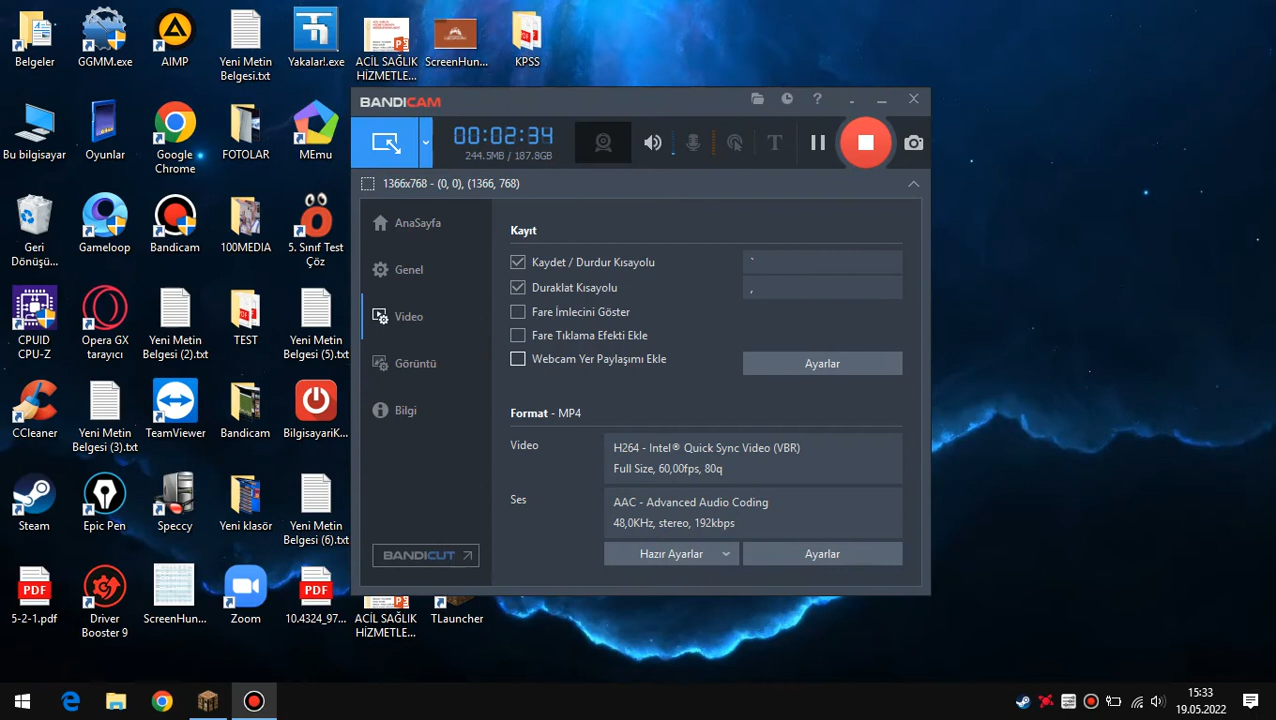 Belgeler
GGMM.exe
AIMP
Yeni Metin
Belgesi.txt
Yakalar!.exe
ACİL SAĞLIK
HİZMETLE...
ScreenHun...
KPSS
Bu bilgisayar
Oyunlar
Google
Chrome
FOTOLAR
MEmu
Geri
Dönüşü...
Gameloop
Bandicam
100MEDIA
5. Sınıf Test
Çöz
CPUID
CPU-Z
Opera GX
tarayıcı
Yeni Metin
Belgesi (2).txt
TEST
Yeni Metin
Belgesi (5).txt
CCleaner
Yeni Metin
Belgesi (3).txt
TeamViewer
Bandicam
BilgisayariK...
Steam
Epic Pen
Speccy
Yeni klasör
Yeni Metin
Belgesi (6).txt
PDF
5-2-1.pdf
Driver
Booster 9
ScreenHun...
Zoom
PDF
10.4324_97...
ACİL SAĞLIK
HİZMETLE...
TLauncher
BANDICAM
00:02:34
244.5MB / 187.8GB
1366x768 - (0, 0), (1366, 768)
AnaSayfa
Genel
Video
Görüntü
Bilgi
BANDICUT
Kayıt
Kaydet / Durdur Kısayolu
Duraklat Kısayolu
Fare İmlecini Göster
Fare Tıklama Efekti Ekle
Webcam Yer Paylaşımı Ekle
Ayarlar
Format - MP4
Video
H264 - Intel® Quick Sync Video (VBR)
Full Size, 60,00fps, 80q
Ses
AAC - Advanced Audio Coding
48,0KHz, stereo, 192kbps
Hazır Ayarlar
Ayarlar
15:33
19.05.2022